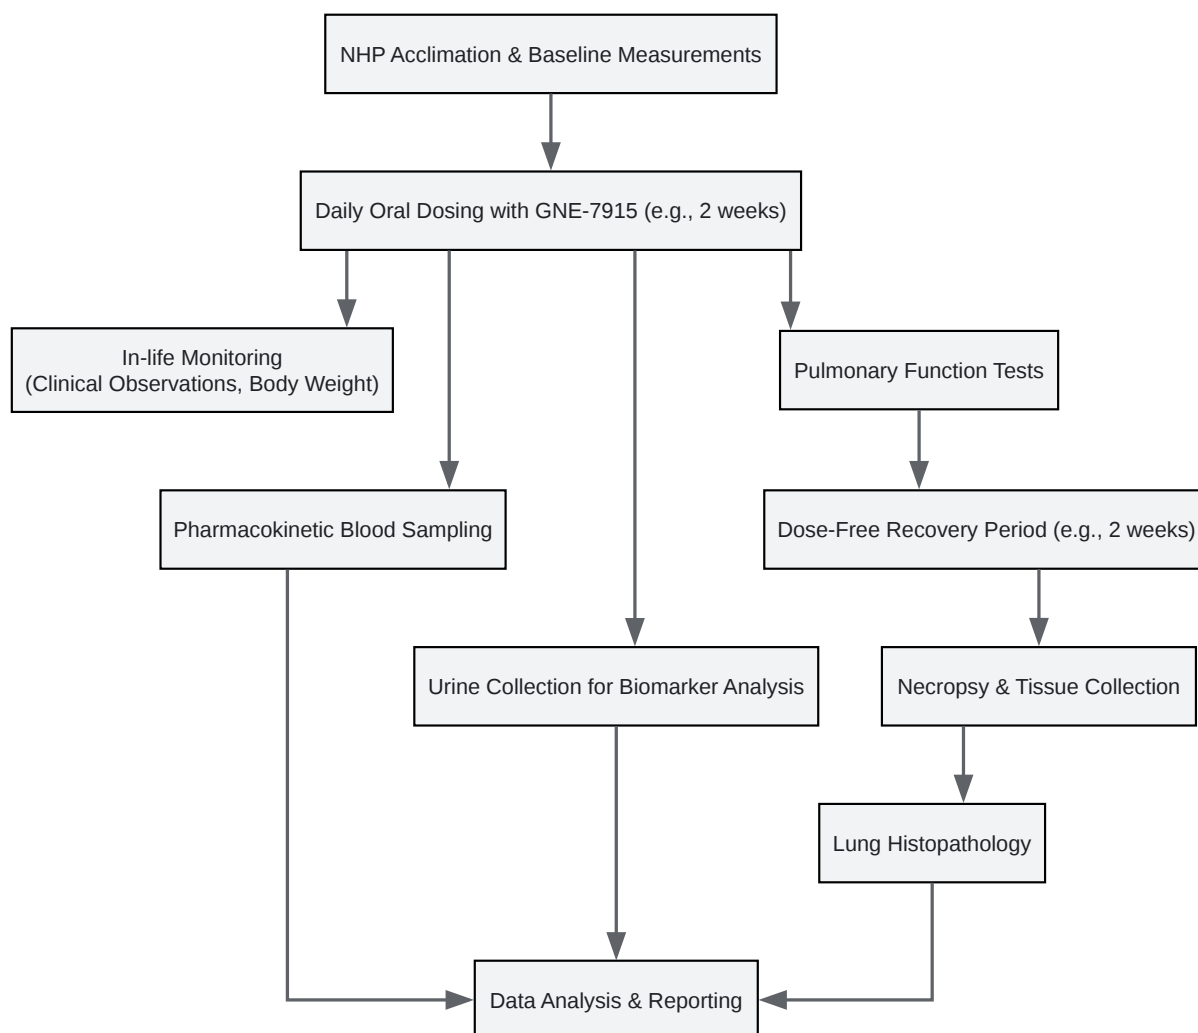 NHP Acclimation & Baseline Measurements
Daily Oral Dosing with GNE-7915 (e.g., 2 weeks)
In-life Monitoring
(Clinical Observations, Body Weight)
Pulmonary Function Tests
Pharmacokinetic Blood Sampling
Dose-Free Recovery Period (e.g., 2 weeks)
Urine Collection for Biomarker Analysis
Necropsy & Tissue Collection
Lung Histopathology
Data Analysis & Reporting